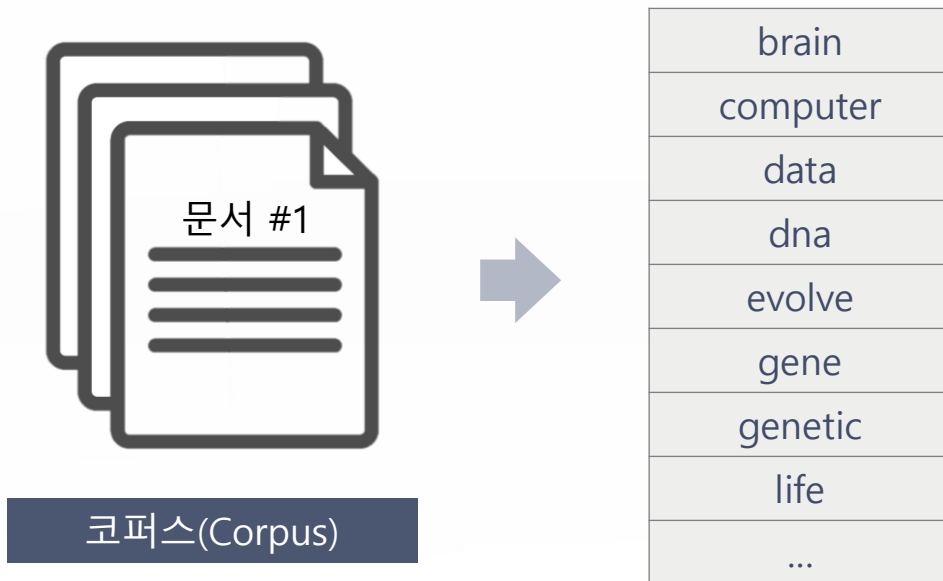 문서 #1
코퍼스(Corpus)
brain
computer
data
dna
evolve
gene
genetic
life
...